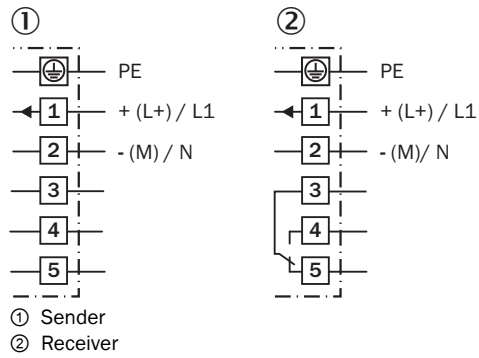 ① ②
PE PE
1 + (L+) / L1 1 + (L+) / L1
2 - (M) / N 2 - (M)/ N
3 3
4 4
5 5
① Sender
② Receiver